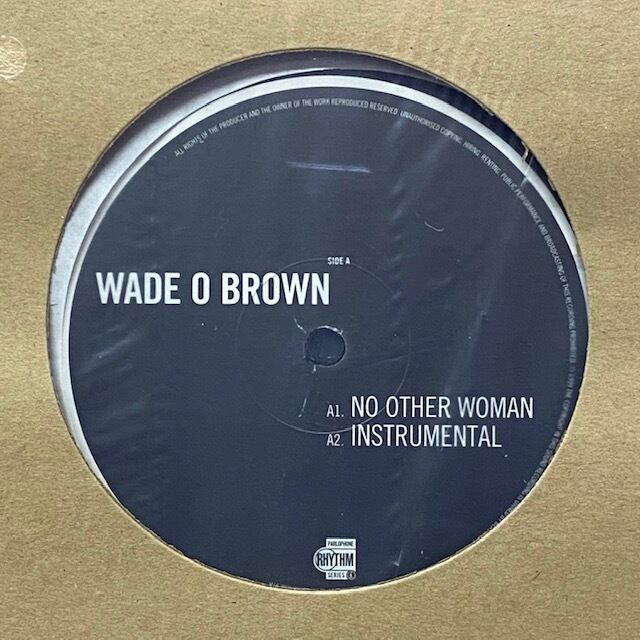 ALL RIGHTS OF THE PRODUCER AND THE OWNER OF THE WORK REPRODUCED RESERVED. UNAUTHORISED COPYING, HIRING, RENTING, PUBLIC PERFORMANCE AND BROADCASTING OF THIS RECORDING PROHIBITED.
SIDE A
WADE O BROWN
A1. NO OTHER WOMAN
A2. INSTRUMENTAL
PARLOPHONE
RHYTHM
SERIES